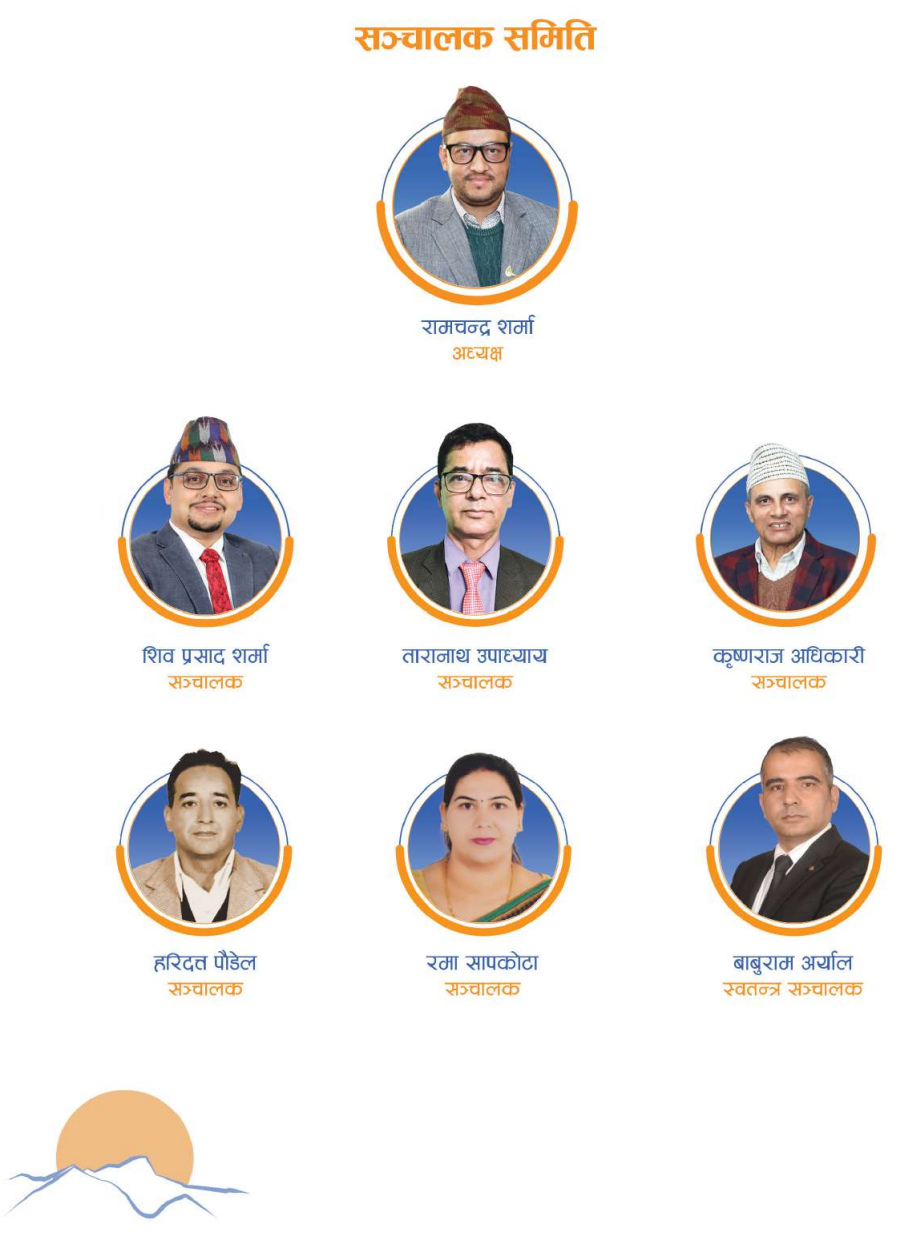 सञ्चालक समिति
रामचन्द्र शर्मा
अध्यक्ष
शिव प्रसाद शर्मा
सञ्चालक
तारानाथ उपाध्याय
सञ्चालक
कृष्णराज अधिकारी
सञ्चालक
हरिदत्त पौडेल
सञ्चालक
रमा सापकोटा
सञ्चालक
बाबुराम अर्याल
स्वतन्त्र सञ्चालक